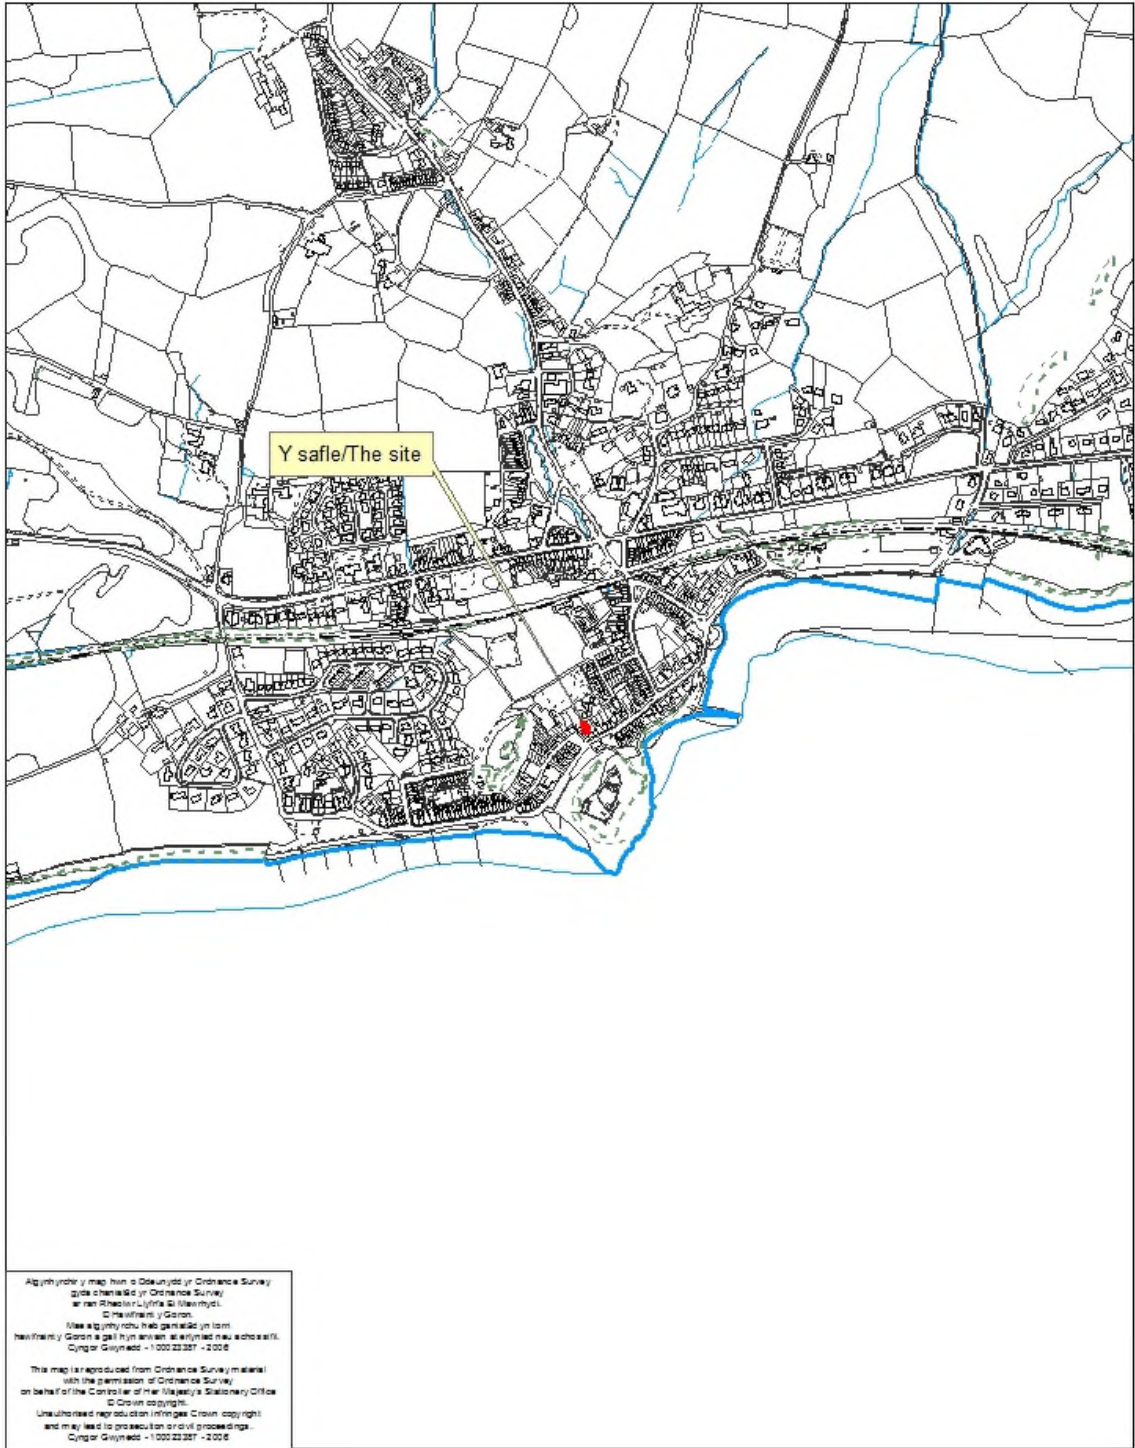 Y safle/The site
Algynhyrchir y map hwn o Ddeunydd yr Ordnance Survey
gyda chaniatâd yr Ordnance Survey
ar ran Rheolwr Llyfrfa Ei Mawrhydi.
© Hawlfraint y Goron.
Mae atgynhyrchu heb ganiatâd yn torri
hawlfraint y Goron a gall hyn arwain at erlyniad neu achos sifil.
Cyngor Gwynedd - 100023387 - 2006
This map is reproduced from Ordnance Survey material
with the permission of Ordnance Survey
on behalf of the Controller of Her Majesty's Stationary Office
© Crown copyright.
Unauthorised reproduction infringes Crown copyright
and may lead to prosecution or civil proceedings.
Cyngor Gwynedd - 100023387 - 2006